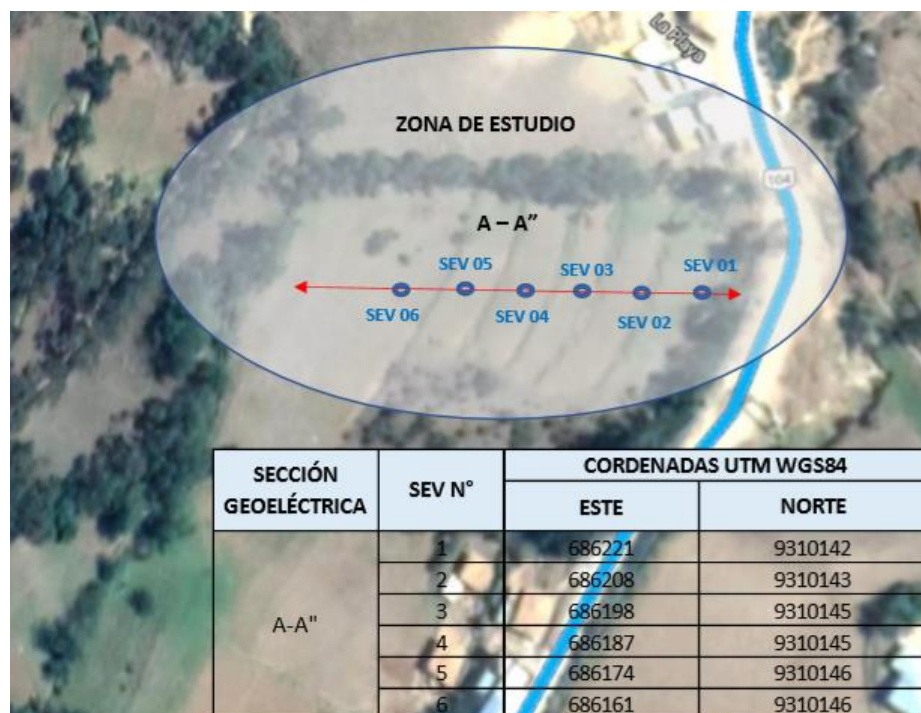 La Playa
ZONA DE ESTUDIO
104
A – A”
SEV 05 SEV 03 SEV 01
SEV 06 SEV 04 SEV 02
SECCIÓN GEOELÉCTRICA SEV N° CORDENADAS UTM WGS84
ESTE NORTE
A-A" 1 686221 9310142
2 686208 9310143
3 686198 9310145
4 686187 9310145
5 686174 9310146
6 686161 9310146